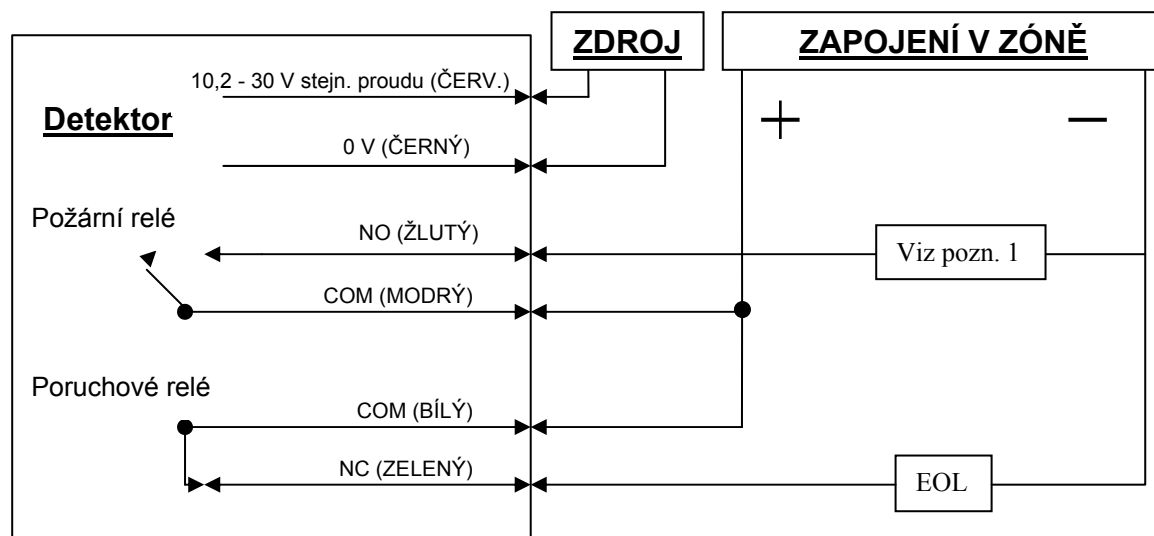 ZDROJ
ZAPOJENÍ V ZÓNĚ
10,2 - 30 V stejn. proudu (ČERV.)
Detektor
+ −
0 V (ČERNÝ)
Požární relé
NO (ŽLUTÝ)
Viz pozn. 1
COM (MODRÝ)
Poruchové relé
COM (BÍLÝ)
NC (ZELENÝ)
EOL